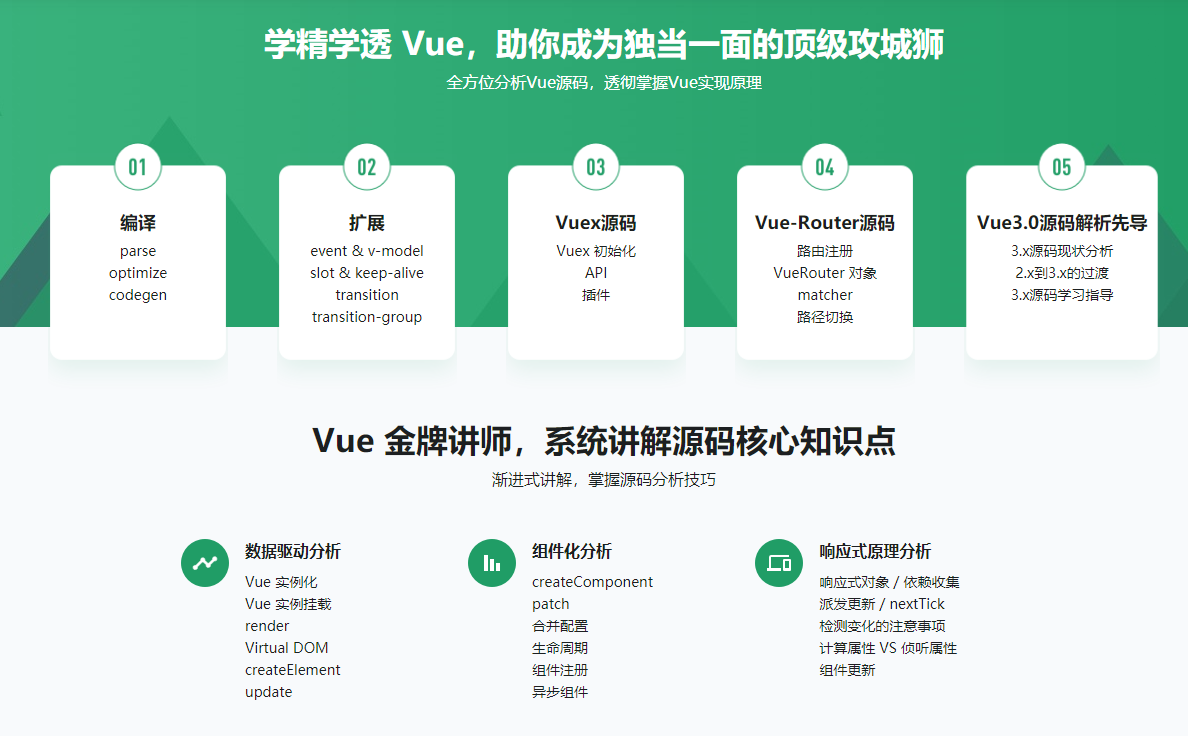 学精学透 Vue，助你成为独当一面的顶级攻城狮
全方位分析Vue源码，透彻掌握Vue实现原理
01
编译
parse
optimize
codegen
02
扩展
event & v-model
slot & keep-alive
transition
transition-group
03
Vuex源码
Vuex 初始化
API
插件
04
Vue-Router源码
路由注册
VueRouter 对象
matcher
路径切换
05
Vue3.0源码解析先导
3.x源码现状分析
2.x到3.x的过渡
3.x源码学习指导
Vue 金牌讲师，系统讲解源码核心知识点
渐进式讲解，掌握源码分析技巧
数据驱动分析
Vue 实例化
Vue 实例挂载
render
Virtual DOM
createElement
update
组件化分析
createComponent
patch
合并配置
生命周期
组件注册
异步组件
响应式原理分析
响应式对象 / 依赖收集
派发更新 / nextTick
检测变化的注意事项
计算属性 VS 侦听属性
组件更新